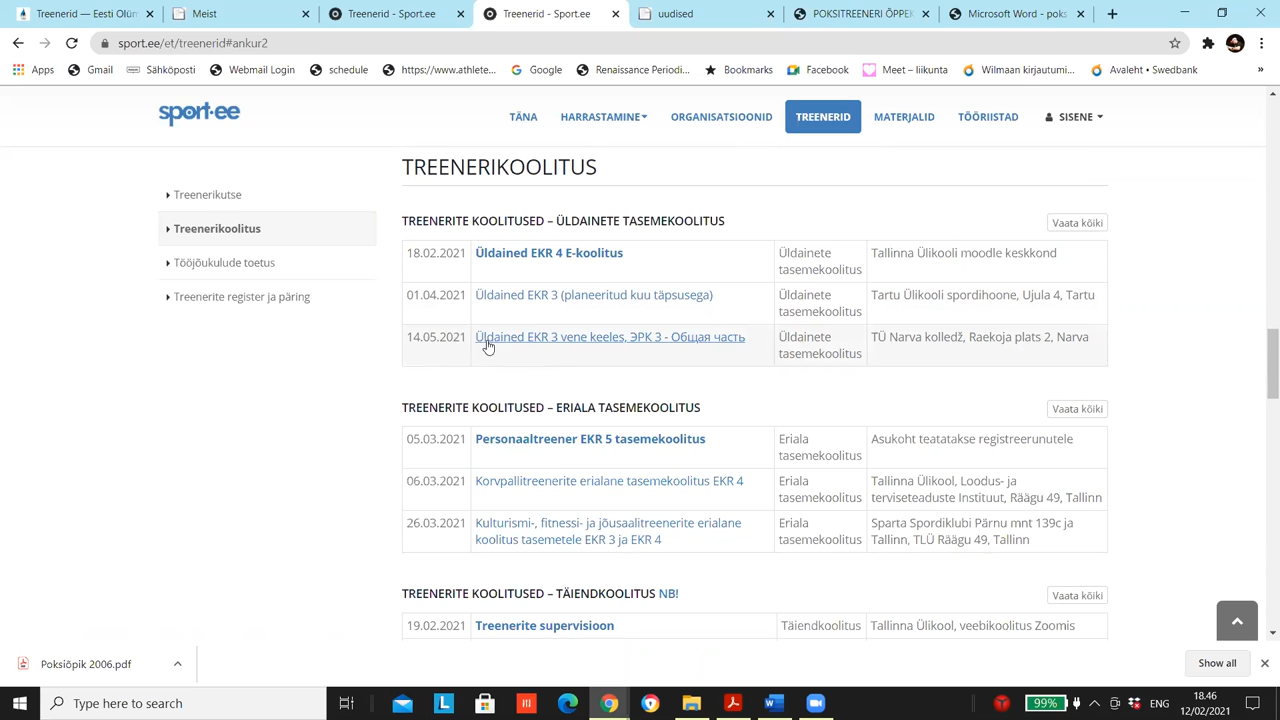 treenerid — Eesti Olüm
Meist
Treenerid - Sport.ee
Treenerid - Sport.ee
uudised
POKSITREENERI ÕPPEK
Microsoft Word - poks
sport.ee/et/treenerid#ankur2
Apps
Gmail
Sähköposti
Webmail Login
schedule
https://www.athlete...
Google
Renaissance Periodi...
Bookmarks
Facebook
Meet – liikunta
Wilmaan kirjautumi...
Avaleht • Swedbank
»
sport•ee
TÄNA
HARRASTAMINE
ORGANISATSIOONID
TREENERID
MATERJALID
TÖÖRIISTAD
SISENE
Treenerikutse
Treenerikoolitus
Tööjõukulude toetus
Treenerite register ja päring
TREENERIKOOLITUS
TREENERITE KOOLITUSED – ÜLDAINETE TASEMEKOOLITUS
Vaata kõiki
18.02.2021
Üldained EKR 4 E-koolitus
Üldainete
tasemekoolitus
Tallinna Ülikooli moodle keskkond
01.04.2021
Üldained EKR 3 (planeeritud kuu täpsusega)
Üldainete
tasemekoolitus
Tartu Ülikooli spordihoone, Ujula 4, Tartu
14.05.2021
Üldained EKR 3 vene keeles, ЭРК 3 - Общая часть
Üldainete
tasemekoolitus
TÜ Narva kolledž, Raekoja plats 2, Narva
TREENERITE KOOLITUSED – ERIALA TASEMEKOOLITUS
Vaata kõiki
05.03.2021
Personaaltreener EKR 5 tasemekoolitus
Eriala
tasemekoolitus
Asukoht teatatakse registreerunutele
06.03.2021
Korvpallitreenerite erialane tasemekoolitus EKR 4
Eriala
tasemekoolitus
Tallinna Ülikool, Loodus- ja
terviseteaduste Instituut, Räägu 49, Tallinn
26.03.2021
Kulturismi-, fitnessi- ja jõusaalitreenerite erialane
koolitus tasemetele EKR 3 ja EKR 4
Eriala
tasemekoolitus
Sparta Spordiklubi Pärnu mnt 139c ja
Tallinn, TLÜ Räägu 49, Tallinn
TREENERITE KOOLITUSED – TÄIENDKOOLITUS NB!
Vaata kõiki
19.02.2021
Treenerite supervisioon
Täiendkoolitus
Tallinna Ülikool, veebikoolitus Zoomis
Poksiõpik 2006.pdf
Show all
Type here to search
99%
ENG
18.46
12/02/2021